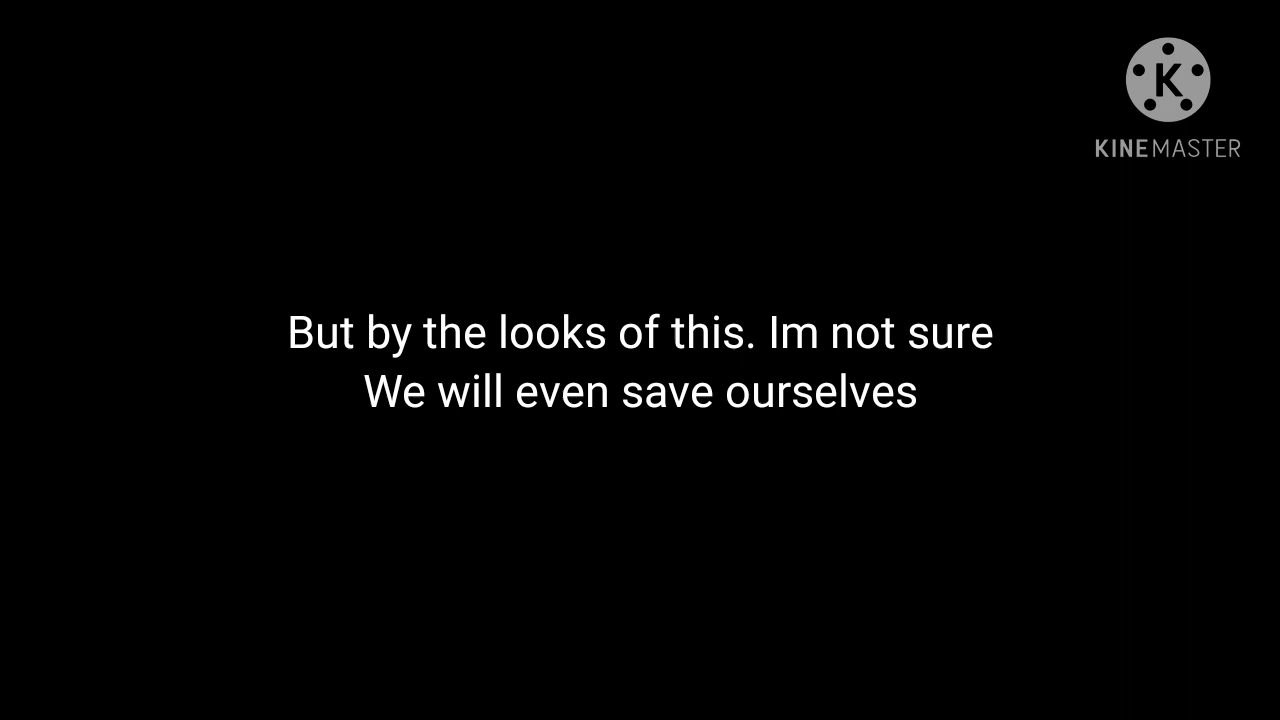 K
KINEMASTER
But by the looks of this. Im not sure
We will even save ourselves